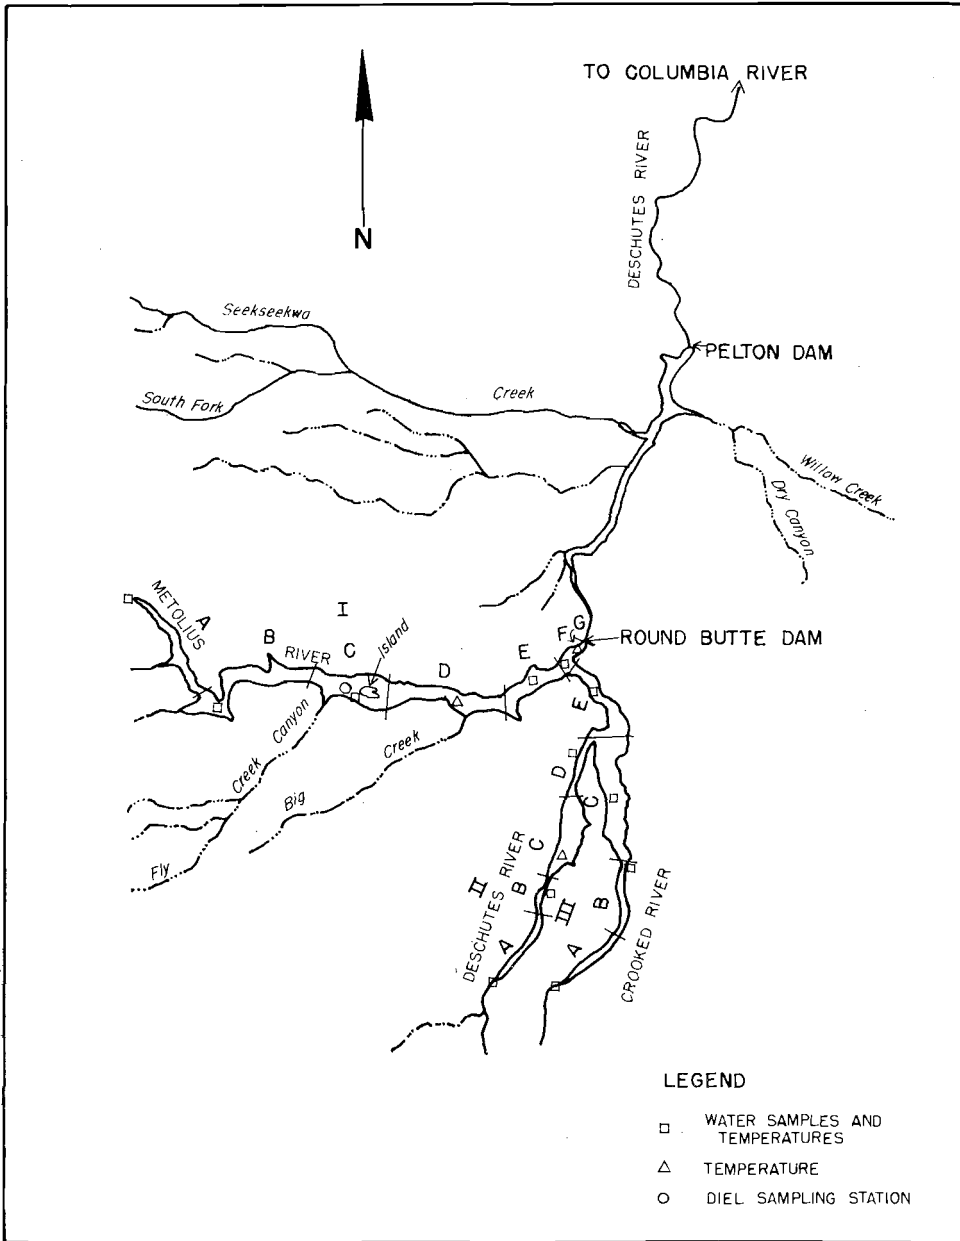 TO COLUMBIA RIVER
DESCHUTES RIVER
N
Seekseekwa
PELTON DAM
South Fork
Creek
Willow Creek
Dry Canyon
METOLIUS
A
I
B
RIVER
C
Island
D
E
F
G
ROUND BUTTE DAM
E
Canyon
Creek
Creek
Big
Fly
D
C
C
II
DESCHUTES RIVER
B
III
B
A
A
CROOKED RIVER
LEGEND
WATER SAMPLES AND
TEMPERATURES
TEMPERATURE
DIEL SAMPLING STATION